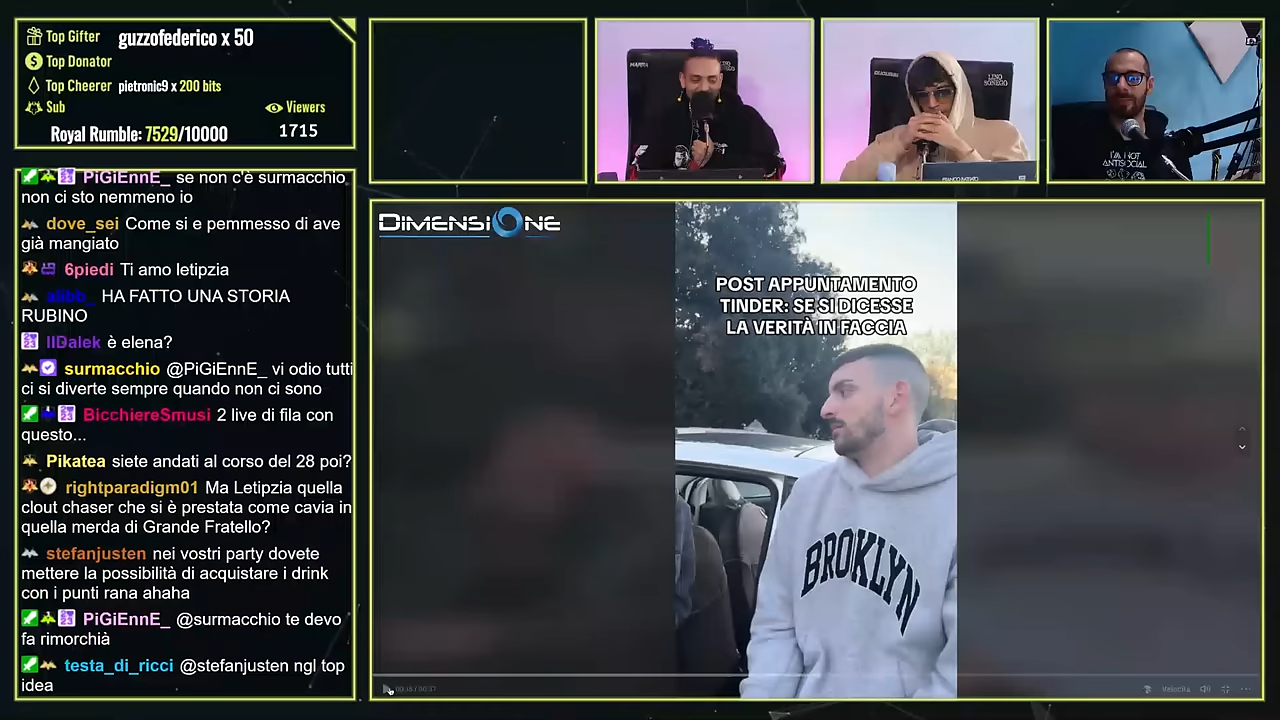 Top Gifter guzzofederico x 50
Top Donator
Top Cheerer pietronic9 x 200 bits
Sub
Viewers
Royal Rumble: 7529/10000
1715
PiGiEnnE_ se non c'è surmacchio
non ci sto nemmeno io
dove_sei Come si e pemmesso di ave
già mangiato
6piedi Ti amo letipzia
alibb_ HA FATTO UNA STORIA
RUBINO
IlDalek è elena?
surmacchio @PiGiEnnE_ vi odio tutti
ci si diverte sempre quando non ci sono
BicchiereSmusi 2 live di fila con
questo...
Pikatea siete andati al corso del 28 poi?
rightparadigm01 Ma Letipzia quella
clout chaser che si è prestata come cavia in
quella merda di Grande Fratello?
stefanjusten nei vostri party dovete
mettere la possibilità di acquistare i drink
con i punti rana ahaha
PiGiEnnE_ @surmacchio te devo
fa rimorchià
testa_di_ricci @stefanjusten ngl top
idea
LINO
SONEGO
I'M NOT
ANTISOCIAL
DIMENSIONE
POST APPUNTAMENTO
TINDER: SE SI DICESSE
LA VERITÀ IN FACCIA
BROOKLYN
Velocità